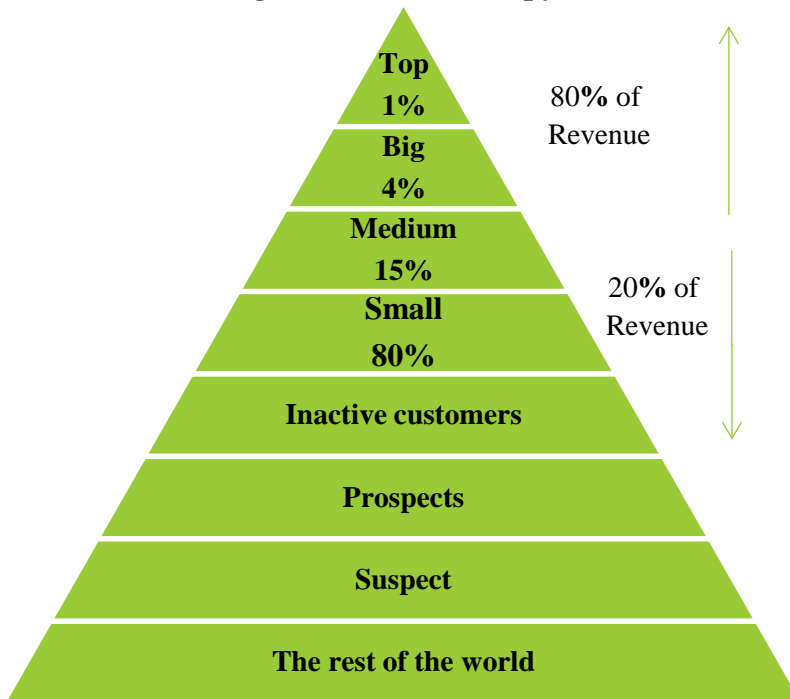 Top
1%
80% of
Revenue
Big
4%
Medium
15%
20% of
Revenue
Small
80%
Inactive customers
Prospects
Suspect
The rest of the world